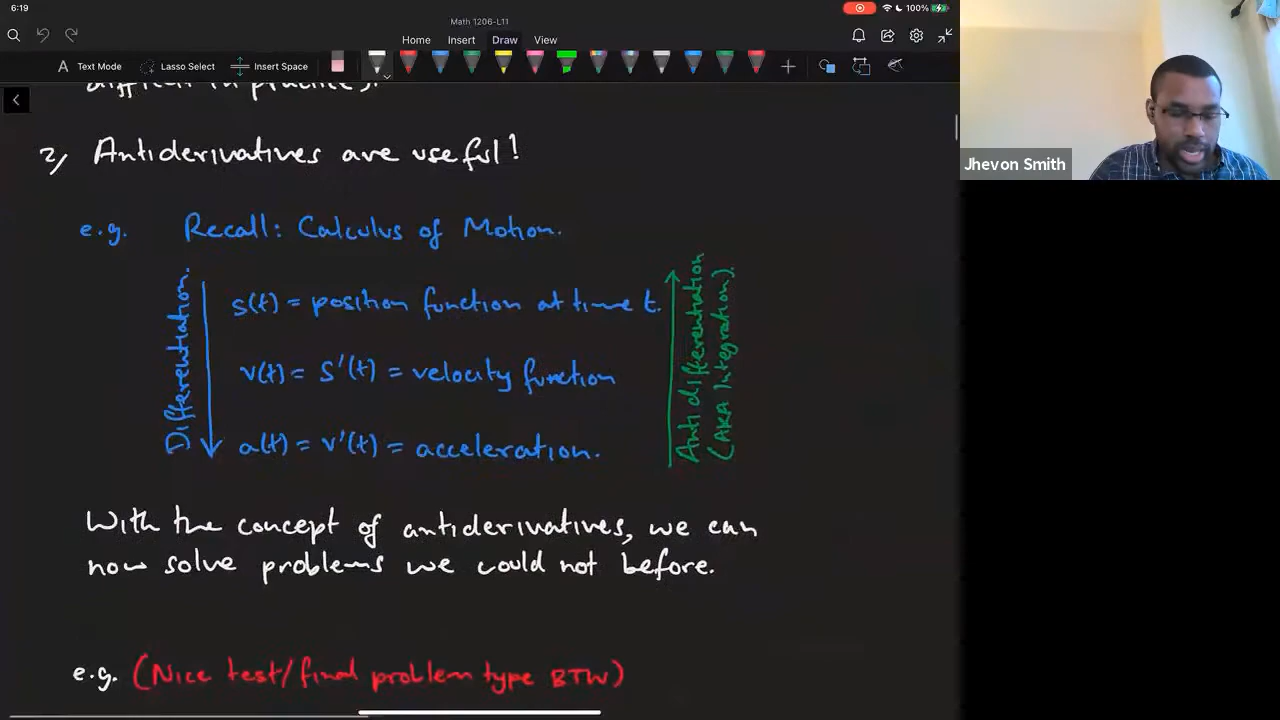 6:19
100%
Math 1206-L11
Home Insert Draw View
Text Mode Lasso Select Insert Space
difficult in practice).
2) Antiderivatives are useful!
e.g. Recall: Calculus of Motion.
Differentiation.
s(t) = position function at time t.
v(t) = s'(t) = velocity function
a(t) = v'(t) = acceleration.
Antidifferentiation
(AKA Integration).
With the concept of antiderivatives, we can
now solve problems we could not before.
e.g. (Nice test/final problem type BTW)
Jhevon Smith